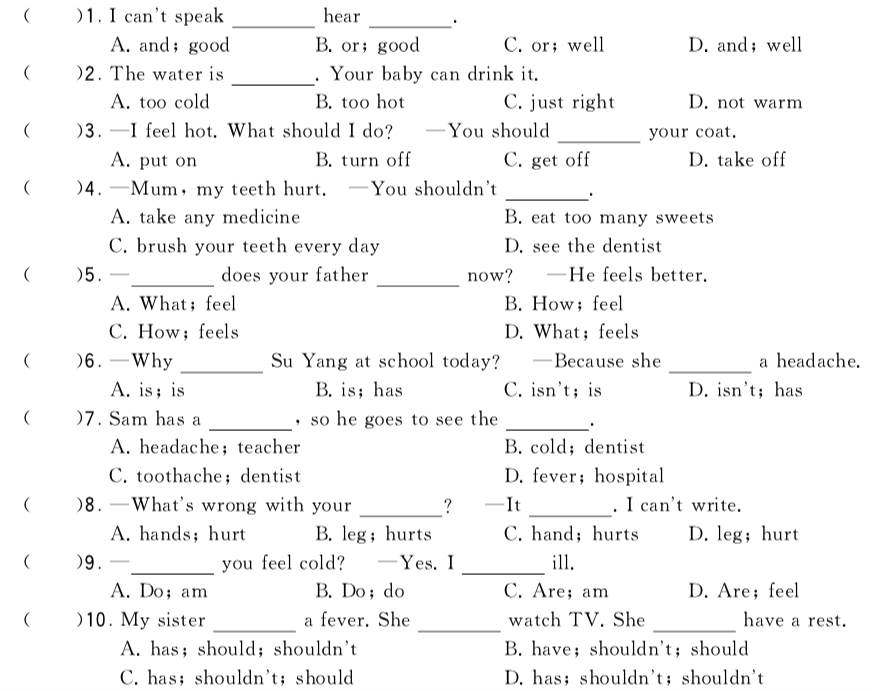 (　　)1. I can't speak ________ hear ________.
A. and; good　B. or; good　C. or; well　D. and; well
(　　)2. The water is ________. Your baby can drink it.
A. too cold　B. too hot　C. just right　D. not warm
(　　)3. —I feel hot. What should I do?　—You should ________ your coat.
A. put on　B. turn off　C. get off　D. take off
(　　)4. —Mum, my teeth hurt.　—You shouldn't ________.
A. take any medicine　B. eat too many sweets
C. brush your teeth every day　D. see the dentist
(　　)5. —________ does your father ________ now?　—He feels better.
A. What; feel　B. How; feel
C. How; feels　D. What; feels
(　　)6. —Why ________ Su Yang at school today?　—Because she ________ a headache.
A. is; is　B. is; has　C. isn't; is　D. isn't; has
(　　)7. Sam has a ________, so he goes to see the ________.
A. headache; teacher　B. cold; dentist
C. toothache; dentist　D. fever; hospital
(　　)8. —What's wrong with your ________?　—It ________. I can't write.
A. hands; hurt　B. leg; hurts　C. hand; hurts　D. leg; hurt
(　　)9. —________ you feel cold?　—Yes. I ________ ill.
A. Do; am　B. Do; do　C. Are; am　D. Are; feel
(　　)10. My sister ________ a fever. She ________ watch TV. She ________ have a rest.
A. has; should; shouldn't　B. have; shouldn't; should
C. has; shouldn't; should　D. has; shouldn't; shouldn't